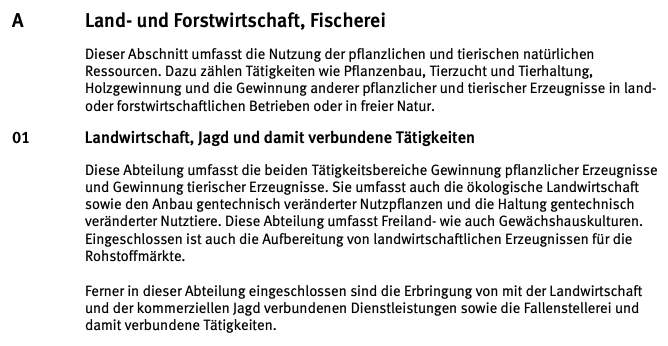 A Land- und Forstwirtschaft, Fischerei
Dieser Abschnitt umfasst die Nutzung der pflanzlichen und tierischen natürlichen
Ressourcen. Dazu zählen Tätigkeiten wie Pflanzenbau, Tierzucht und Tierhaltung,
Holzgewinnung und die Gewinnung anderer pflanzlicher und tierischer Erzeugnisse in land-
oder forstwirtschaftlichen Betrieben oder in freier Natur.
01 Landwirtschaft, Jagd und damit verbundene Tätigkeiten
Diese Abteilung umfasst die beiden Tätigkeitsbereiche Gewinnung pflanzlicher Erzeugnisse
und Gewinnung tierischer Erzeugnisse. Sie umfasst auch die ökologische Landwirtschaft
sowie den Anbau gentechnisch veränderter Nutzpflanzen und die Haltung gentechnisch
veränderter Nutztiere. Diese Abteilung umfasst Freiland- wie auch Gewächshauskulturen.
Eingeschlossen ist auch die Aufbereitung von landwirtschaftlichen Erzeugnissen für die
Rohstoffmärkte.
Ferner in dieser Abteilung eingeschlossen sind die Erbringung von mit der Landwirtschaft
und der kommerziellen Jagd verbundenen Dienstleistungen sowie die Fallenstellerei und
damit verbundene Tätigkeiten.